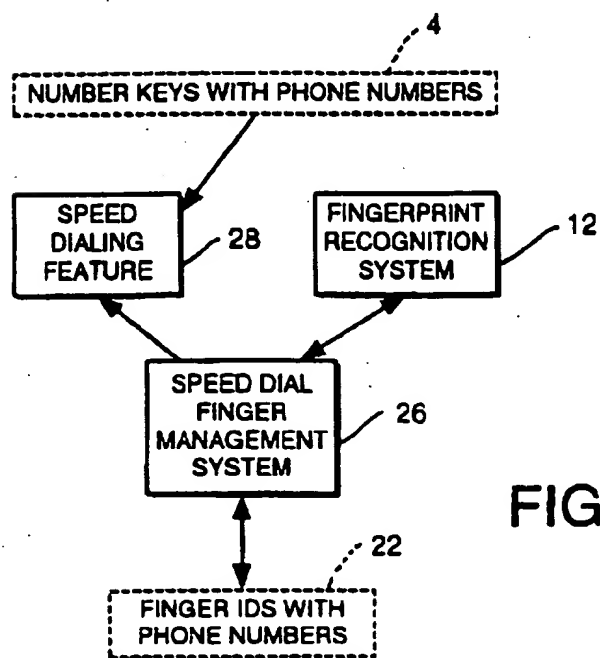 4
NUMBER KEYS WITH PHONE NUMBERS
SPEED
DIALING
FEATURE
28
FINGERPRINT
RECOGNITION
SYSTEM
12
SPEED DIAL
FINGER
MANAGEMENT
SYSTEM
26
FIG
22
FINGER IDS WITH
PHONE NUMBERS